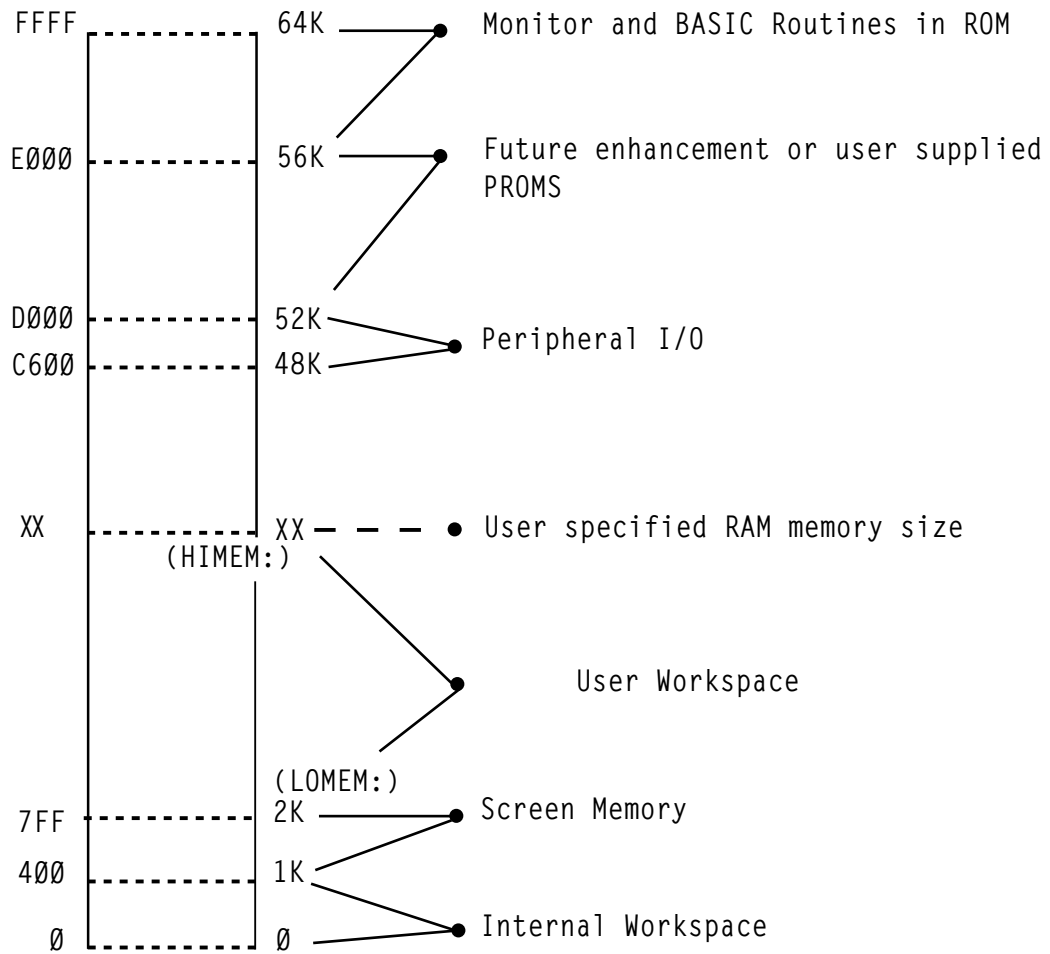 FFFF 64K Monitor and BASIC Routines in ROM
EØØØ 56K Future enhancement or user supplied
PROMS
DØØØ 52K
Peripheral I/O
C6ØØ 48K
XX XX User specified RAM memory size
(HIMEM:)
User Workspace
(LOMEM:)
7FF 2K Screen Memory
4ØØ 1K
Ø Ø Internal Workspace